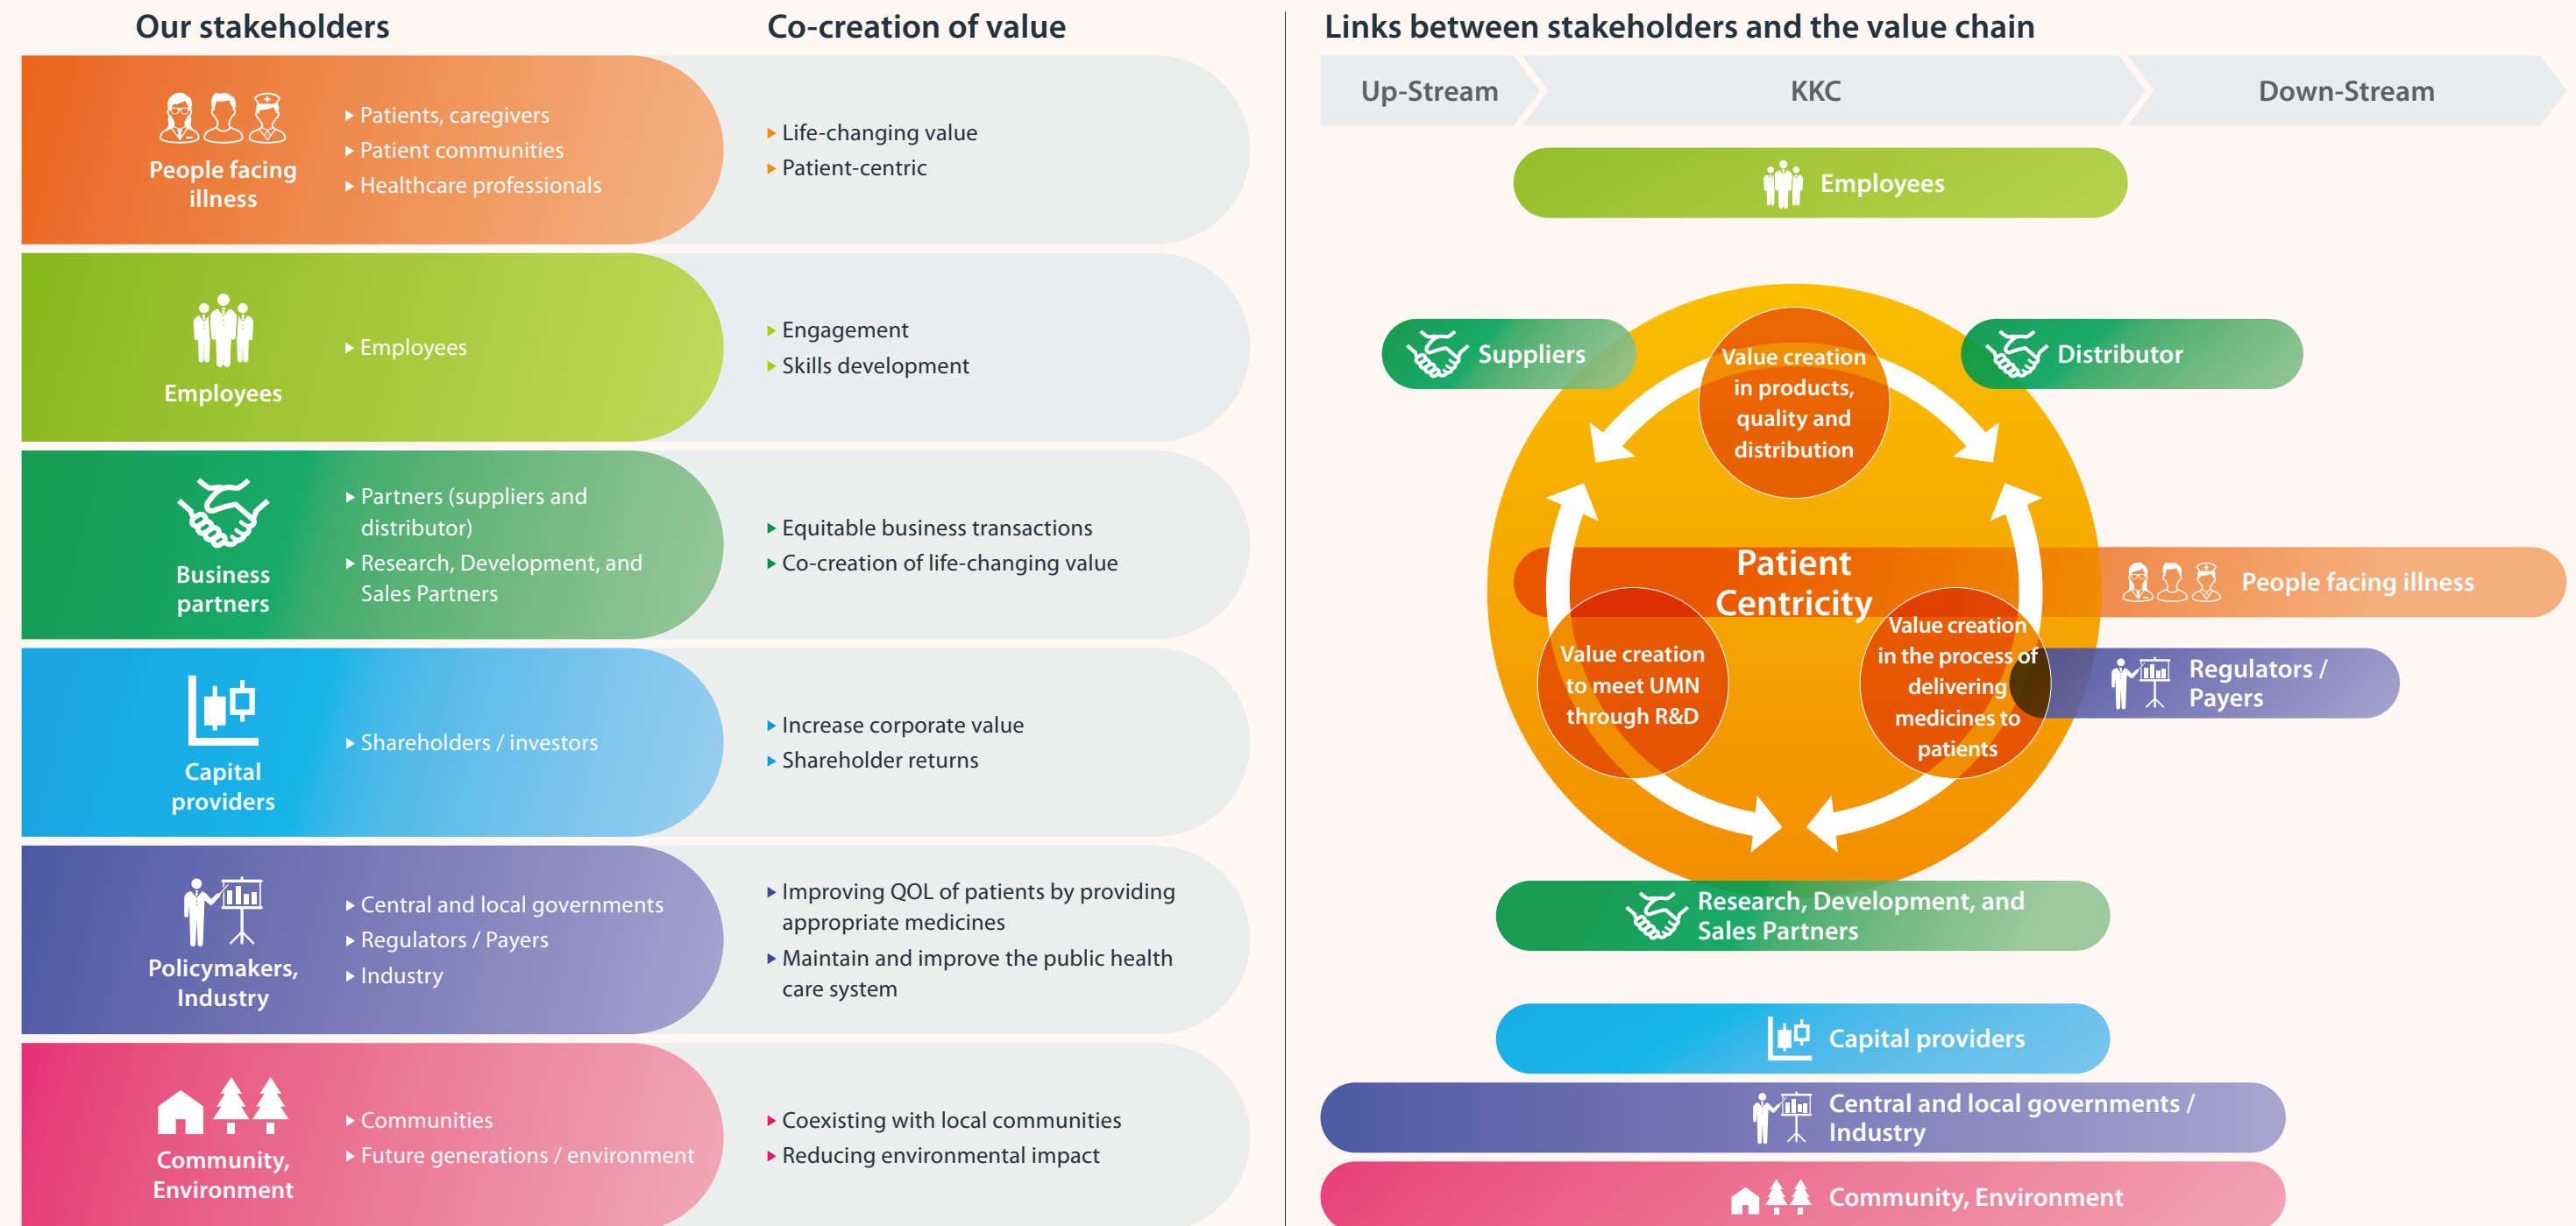 Our stakeholders
Co-creation of value
People facing
illness
Patients, caregivers
Patient communities
Healthcare professionals
Life-changing value
Patient-centric
Employees
Employees
Engagement
Skills development
Business
partners
Partners (suppliers and
distributor)
Research, Development, and
Sales Partners
Equitable business transactions
Co-creation of life-changing value
Capital
providers
Shareholders / investors
Increase corporate value
Shareholder returns
Policymakers,
Industry
Central and local governments
Regulators / Payers
Industry
Improving QOL of patients by providing
appropriate medicines
Maintain and improve the public health
care system
Community,
Environment
Communities
Future generations / environment
Coexisting with local communities
Reducing environmental impact
Links between stakeholders and the value chain
Up-Stream
KKC
Down-Stream
Employees
Suppliers
Value creation
in products,
quality and
distribution
Distributor
Patient
Centricity
People facing illness
Value creation
to meet UMN
through R&D
Value creation
in the process of
delivering
medicines to
patients
Regulators /
Payers
Research, Development, and
Sales Partners
Capital providers
Central and local governments /
Industry
Community, Environment